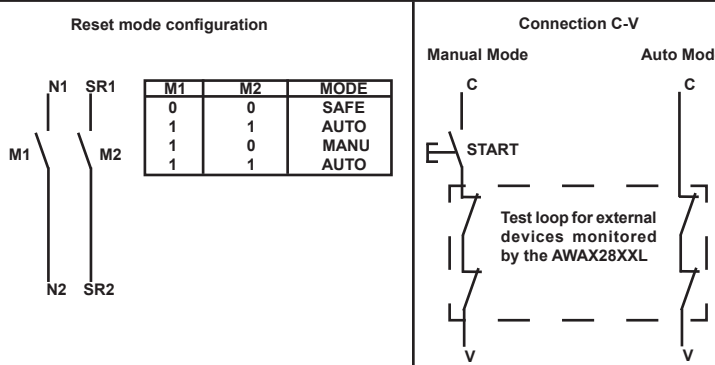 Reset mode configuration
N1 SR1
M1 M2
N2 SR2
M1 M2 MODE
0 0 SAFE
1 1 AUTO
1 0 MANU
1 1 AUTO
Connection C-V
Manual Mode Auto Mod
C C
START
Test loop for external
devices monitored
by the AWAX28XXL
V V